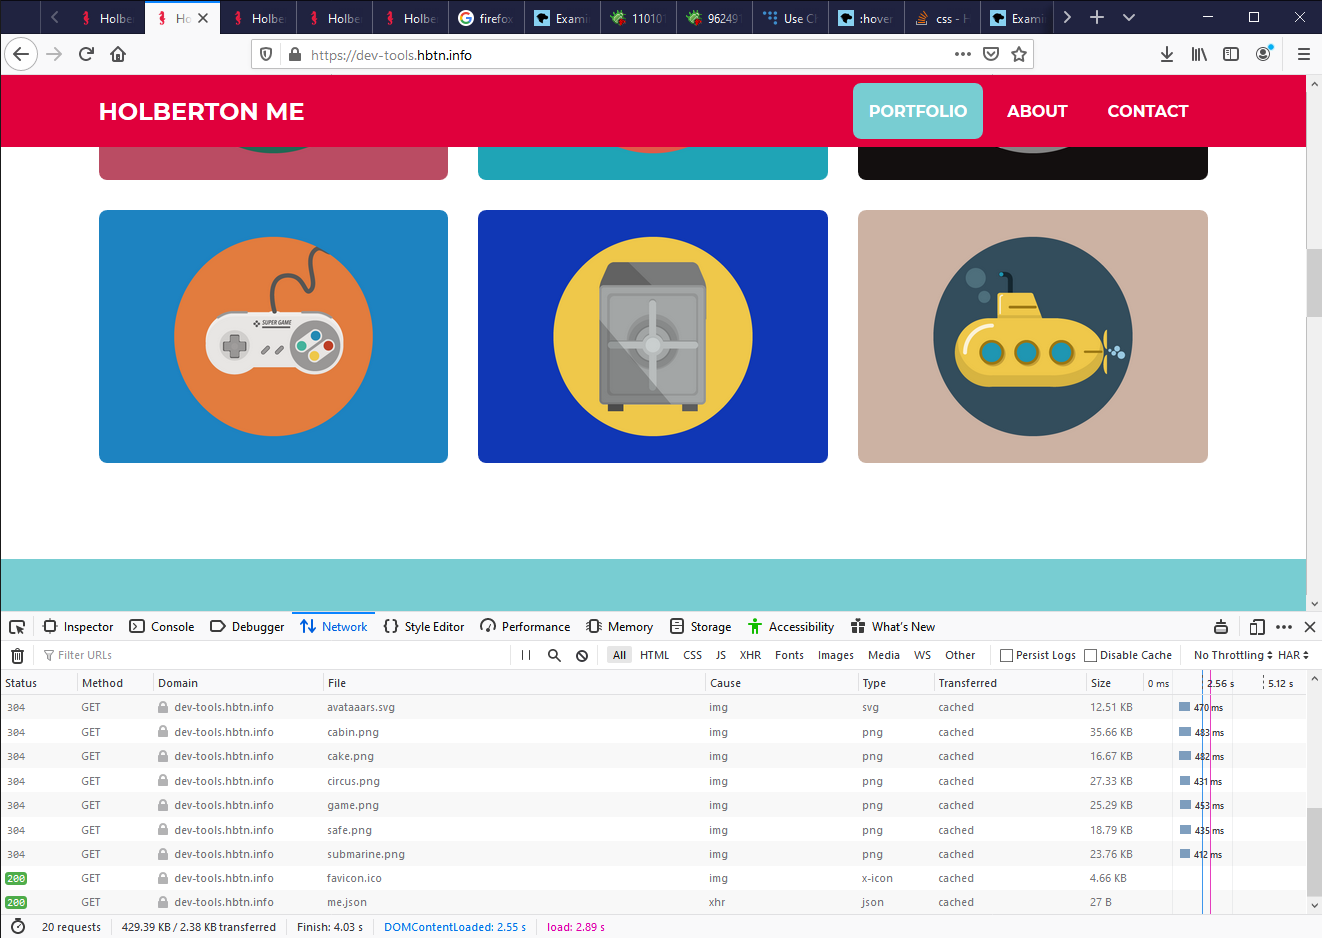 Holbe
Ho
Holbe
Holbe
Holbe
firefox
Exami
110101
96249
Use Ch
:hover
css - H
Exami
https://dev-tools.hbtn.info
HOLBERTON ME
PORTFOLIO
ABOUT
CONTACT
SUPER GAME
Inspector Console Debugger Network Style Editor Performance Memory Storage Accessibility What's New
Filter URLs All HTML CSS JS XHR Fonts Images Media WS Other Persist Logs Disable Cache No Throttling HAR
Status Method Domain File Cause Type Transferred Size 0 ms 2.56 s 5.12 s
304 GET dev-tools.hbtn.info avataaars.svg img svg cached 12.51 KB 470 ms
304 GET dev-tools.hbtn.info cabin.png img png cached 35.66 KB 483 ms
304 GET dev-tools.hbtn.info cake.png img png cached 16.67 KB 482 ms
304 GET dev-tools.hbtn.info circus.png img png cached 27.33 KB 431 ms
304 GET dev-tools.hbtn.info game.png img png cached 25.29 KB 453 ms
304 GET dev-tools.hbtn.info safe.png img png cached 18.79 KB 435 ms
304 GET dev-tools.hbtn.info submarine.png img png cached 23.76 KB 412 ms
200 GET dev-tools.hbtn.info favicon.ico img x-icon cached 4.66 KB
200 GET dev-tools.hbtn.info me.json xhr json cached 27 B
20 requests 429.39 KB / 2.38 KB transferred Finish: 4.03 s DOMContentLoaded: 2.55 s load: 2.89 s